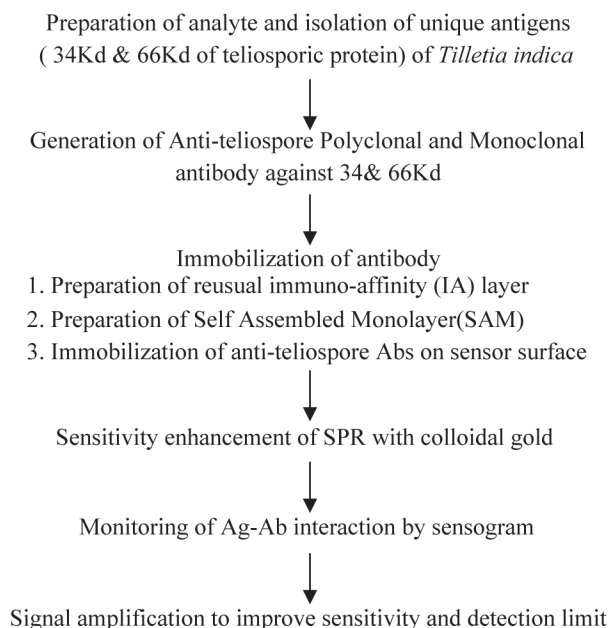 Preparation of analyte and isolation of unique antigens
( 34Kd & 66Kd of teliosporic protein) of Tilletia indica
Generation of Anti-teliospore Polyclonal and Monoclonal
antibody against 34& 66Kd
Immobilization of antibody
1. Preparation of reusual immuno-affinity (IA) layer
2. Preparation of Self Assembled Monolayer(SAM)
3. Immobilization of anti-teliospore Abs on sensor surface
Sensitivity enhancement of SPR with colloidal gold
Monitoring of Ag-Ab interaction by sensogram
Signal amplification to improve sensitivity and detection limit